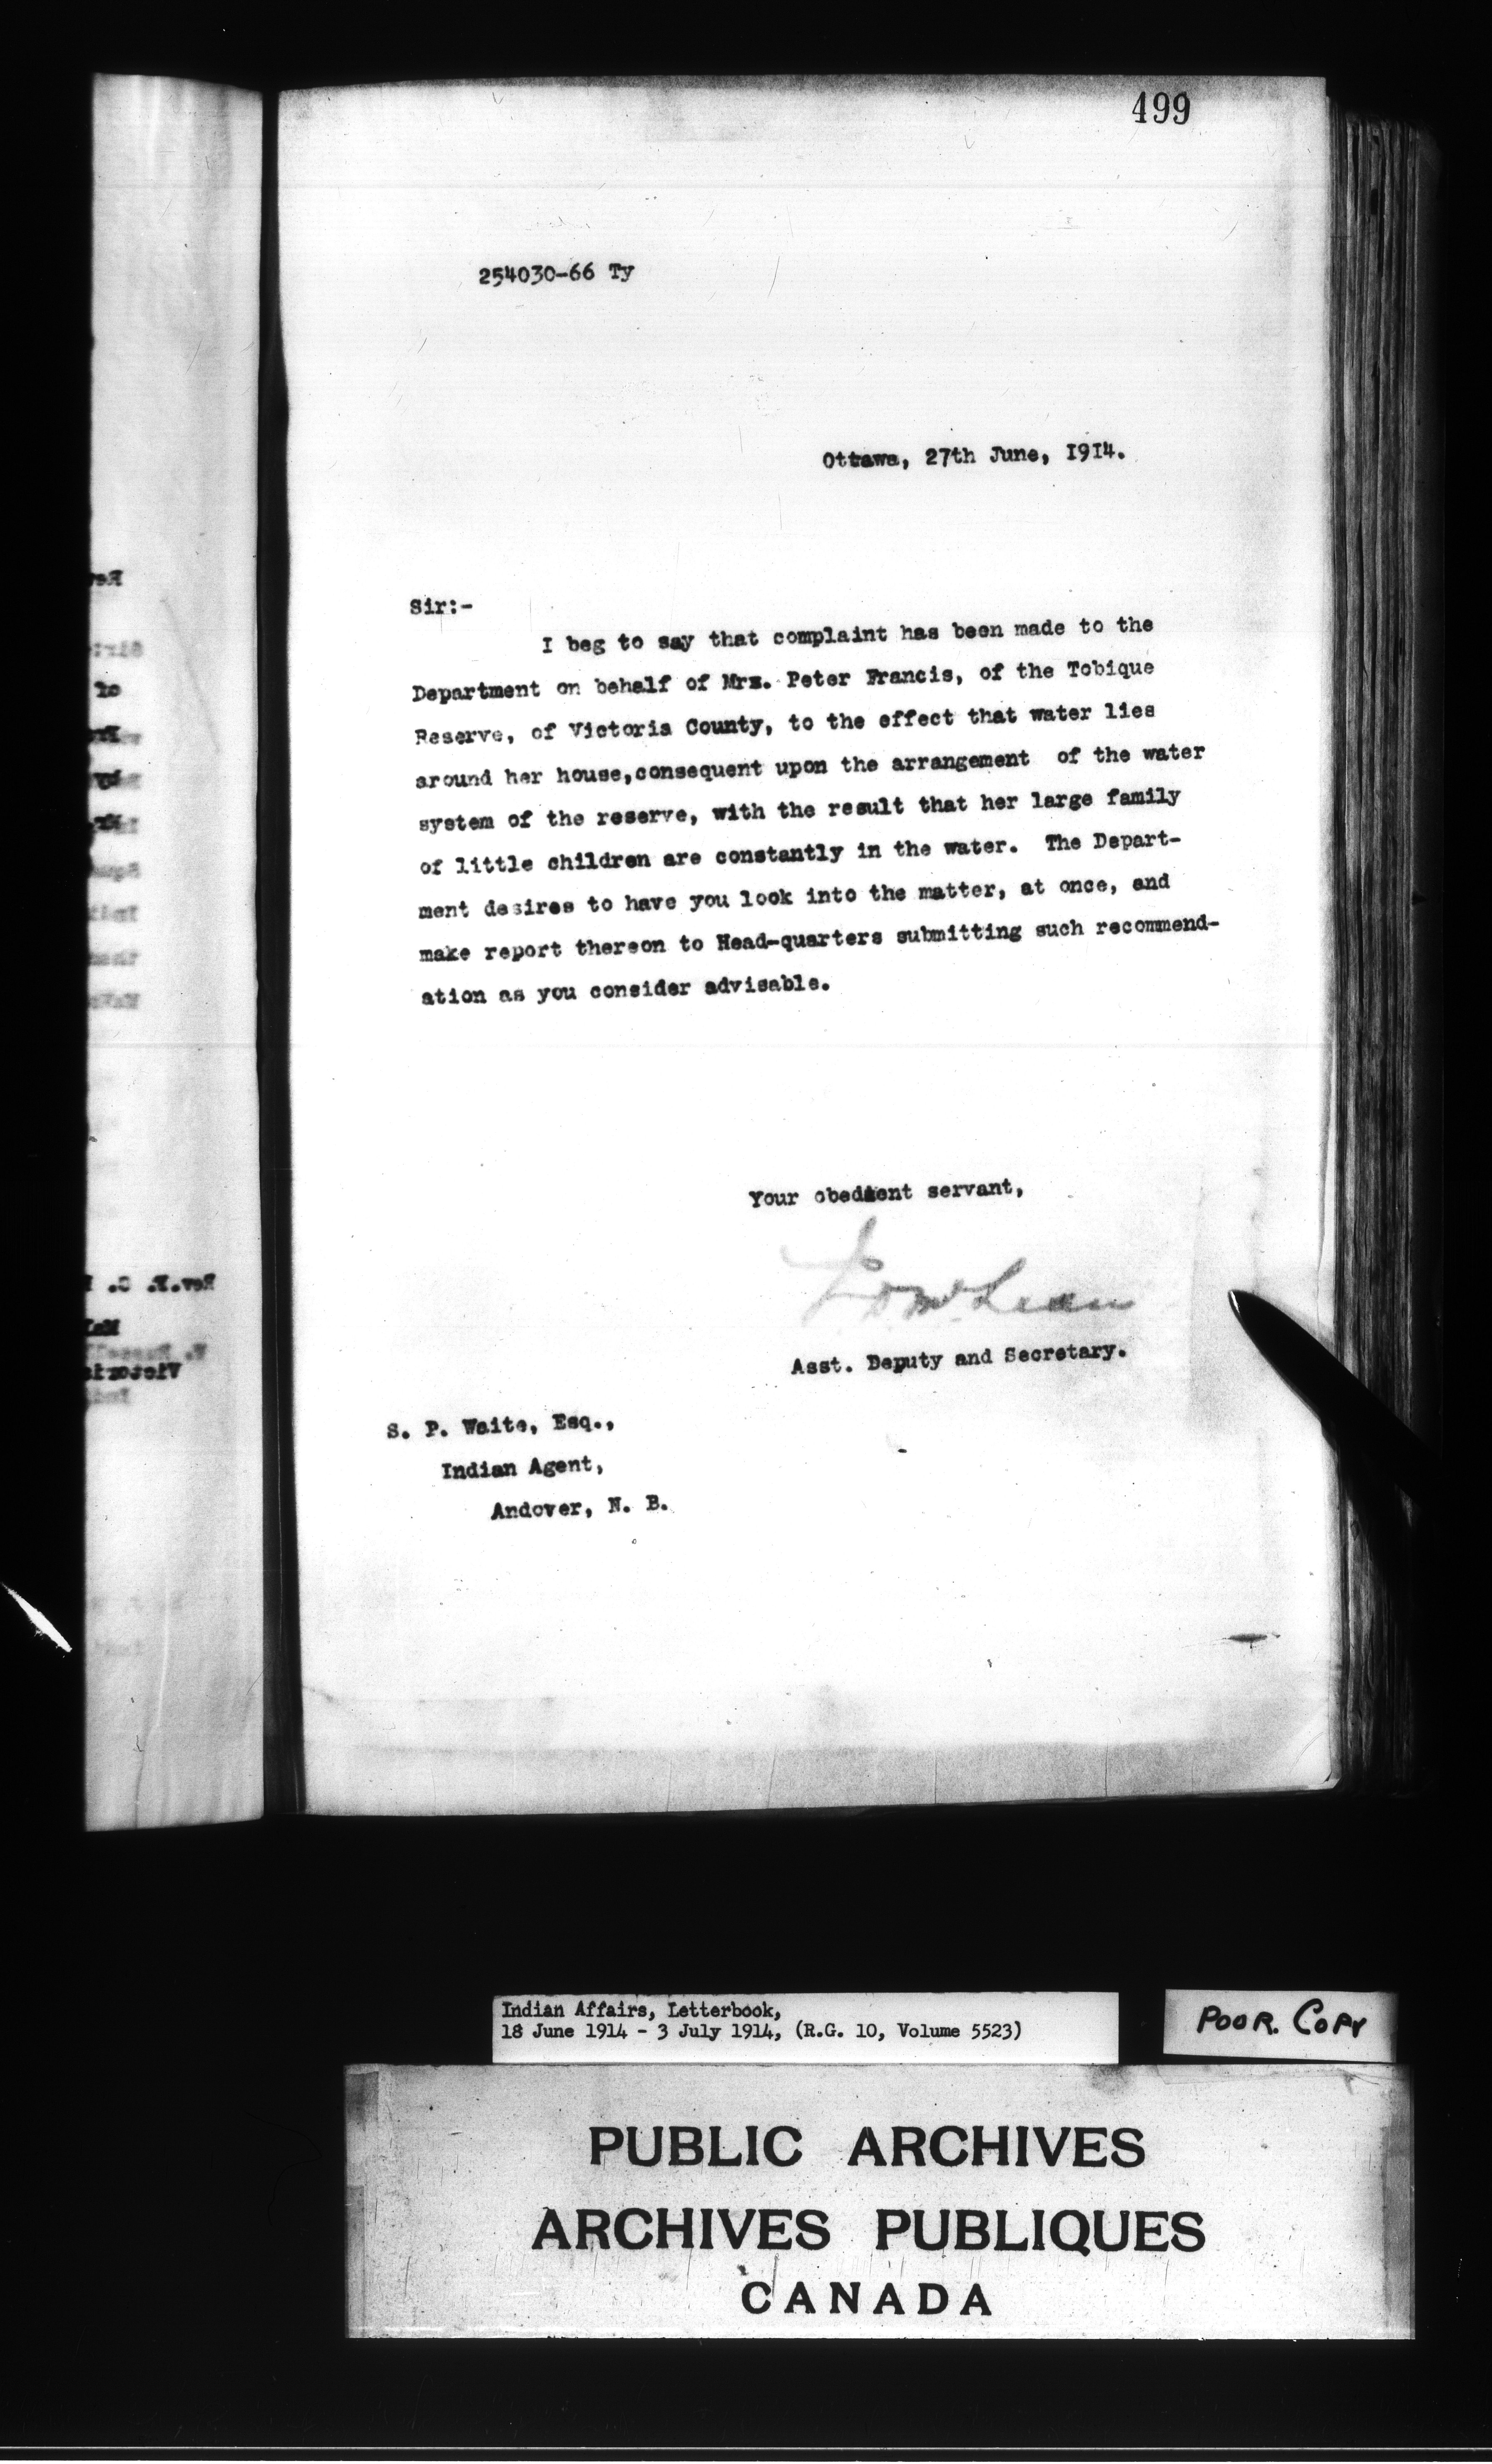 499
254030-66 Ty
Ottawa, 27th June, 1914.
Sir:-
I beg to say that complaint has been made to the
Department on behalf of Mrs. Peter Francis, of the Tobique
Reserve, of Victoria County, to the effect that water lies
around her house,consequent upon the arrangement of the water
system of the reserve, with the result that her large family
of little children are constantly in the water. The Depart-
ment desires to have you look into the matter, at once, and
make report thereon to Head-quarters submitting such recommend-
ation as you consider advisable.
Your obedient servant,
J. D. McLean
Asst. Deputy and Secretary.
S. P. Waite, Esq.,
Indian Agent,
Andover, N. B.
Indian Affairs, Letterbook,
18 June 1914 - 3 July 1914, (R.G. 10, Volume 5523)
POOR. COPY
PUBLIC ARCHIVES
ARCHIVES PUBLIQUES
CANADA